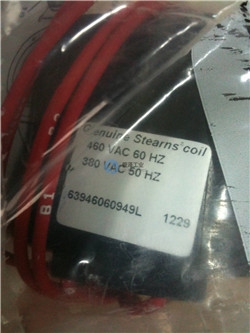 Genuine Stearns® coil
460 VAC 60 HZ
380 VAC 50 HZ
63946060949L 1229